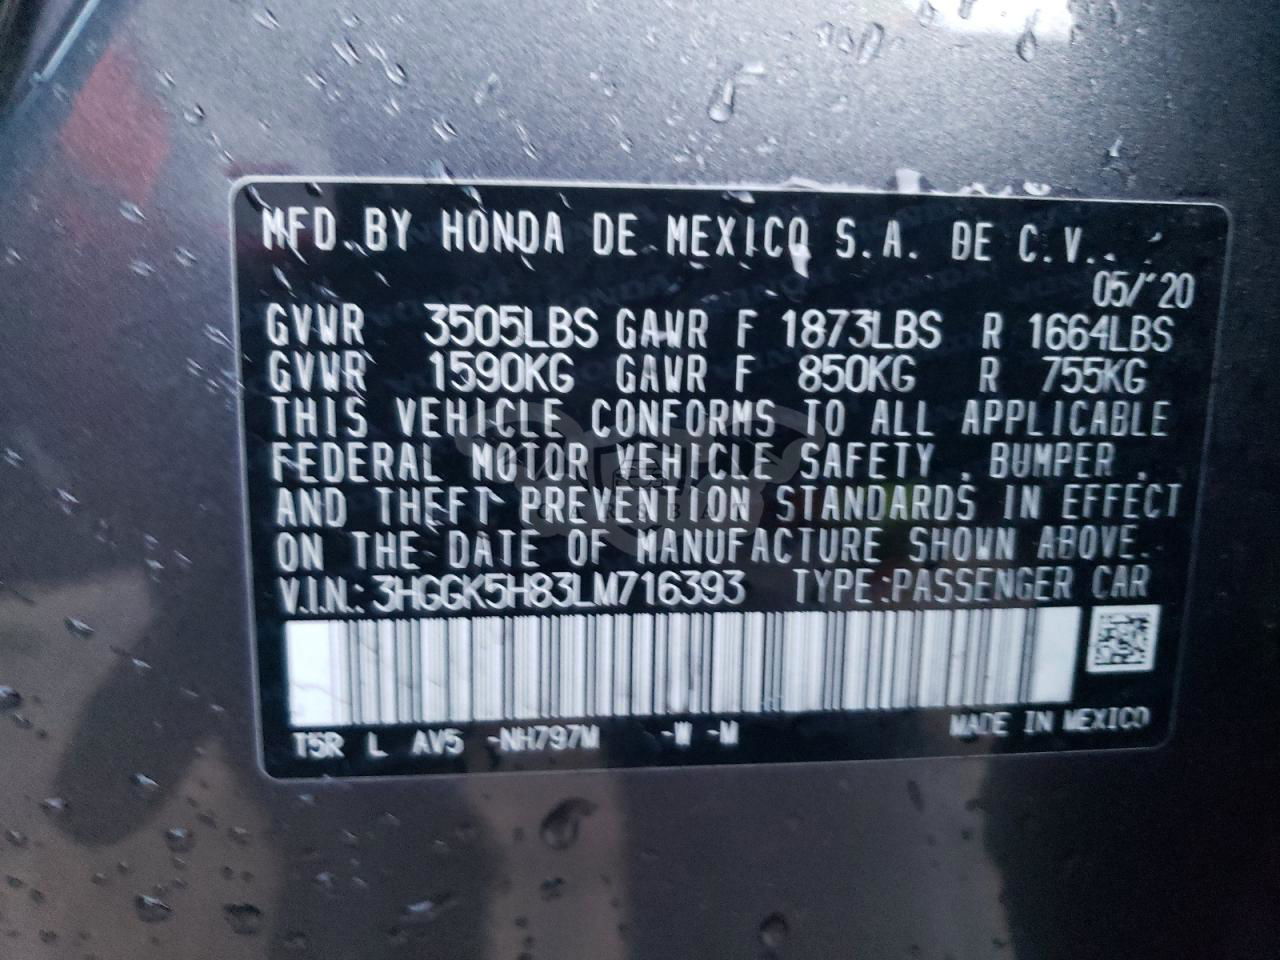 MFD. BY HONDA DE MEXICO S.A. DE C.V.
05/20
GVWR 3505LBS GAWR F 1873LBS R 1664LBS
GVWR 1590KG GAWR F 850KG R 755KG
THIS VEHICLE CONFORMS TO ALL APPLICABLE
FEDERAL MOTOR VEHICLE SAFETY, BUMPER,
AND THEFT PREVENTION STANDARDS IN EFFECT
ON THE DATE OF MANUFACTURE SHOWN ABOVE.
V.I.N.: 3HGGK5H83LM716393 TYPE:PASSENGER CAR
T5R L AV5 -NH797M -W -M MADE IN MEXICO